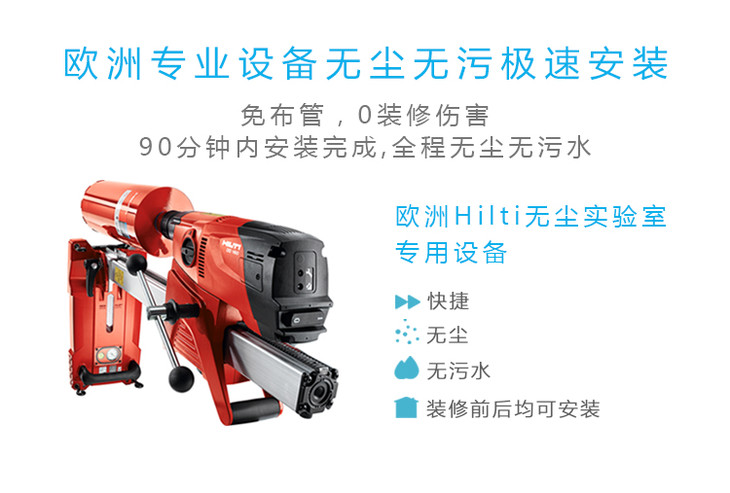 欧洲专业设备无尘无污极速安装
免布管，0装修伤害
90分钟内安装完成,全程无尘无污水
欧洲Hilti无尘实验室
专用设备
快捷
无尘
无污水
装修前后均可安装
HILTI